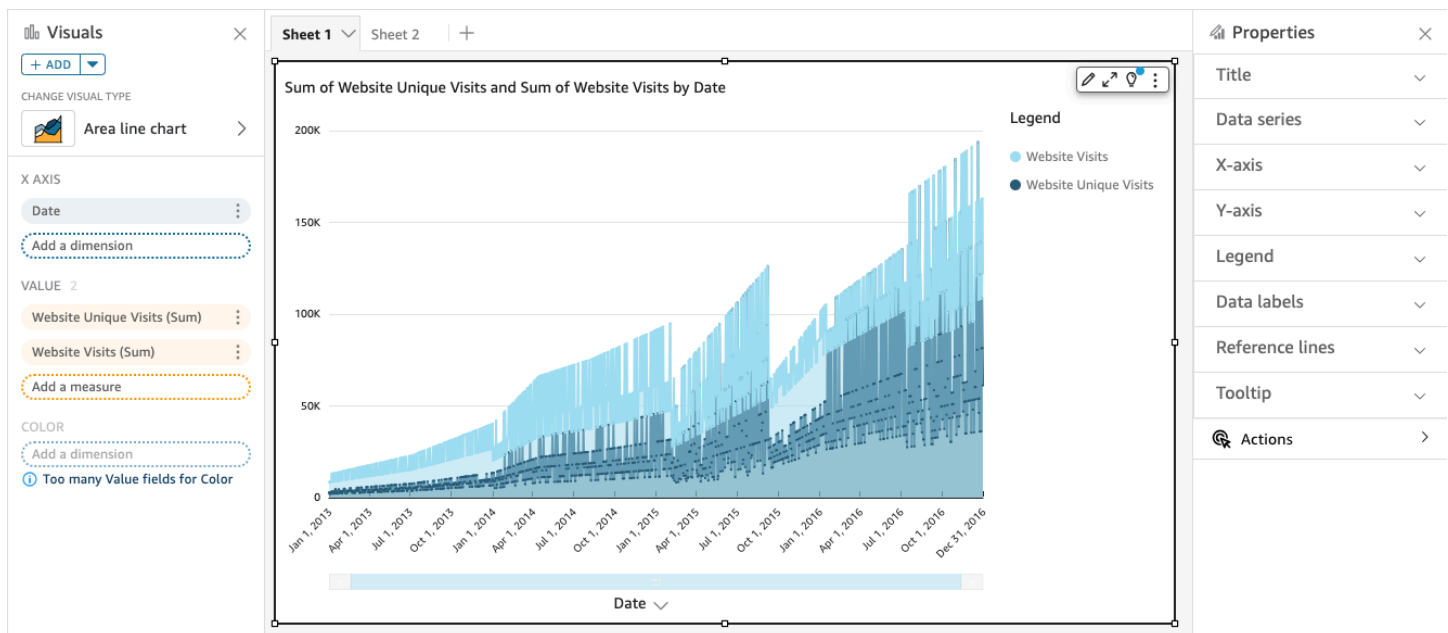 Visuals
+ ADD
CHANGE VISUAL TYPE
Area line chart
X AXIS
Date
Add a dimension
VALUE 2
Website Unique Visits (Sum)
Website Visits (Sum)
Add a measure
COLOR
Add a dimension
Too many Value fields for Color
Sheet 1
Sheet 2
Sum of Website Unique Visits and Sum of Website Visits by Date
200K
150K
100K
50K
0
Jan 1, 2013
Apr 1, 2013
Jul 1, 2013
Oct 1, 2013
Jan 1, 2014
Apr 1, 2014
Jul 1, 2014
Oct 1, 2014
Jan 1, 2015
Apr 1, 2015
Jul 1, 2015
Oct 1, 2015
Jan 1, 2016
Apr 1, 2016
Jul 1, 2016
Oct 1, 2016
Dec 31, 2016
Date
Legend
Website Visits
Website Unique Visits
Properties
Title
Data series
X-axis
Y-axis
Legend
Data labels
Reference lines
Tooltip
Actions